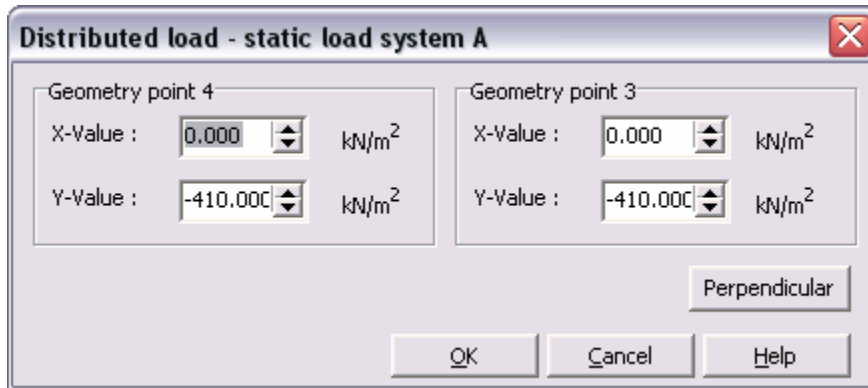 Distributed load - static load system A
Geometry point 4
X-Value : 0.000 kN/m²
Y-Value : -410.000 kN/m²
Geometry point 3
X-Value : 0.000 kN/m²
Y-Value : -410.000 kN/m²
Perpendicular
OK Cancel Help